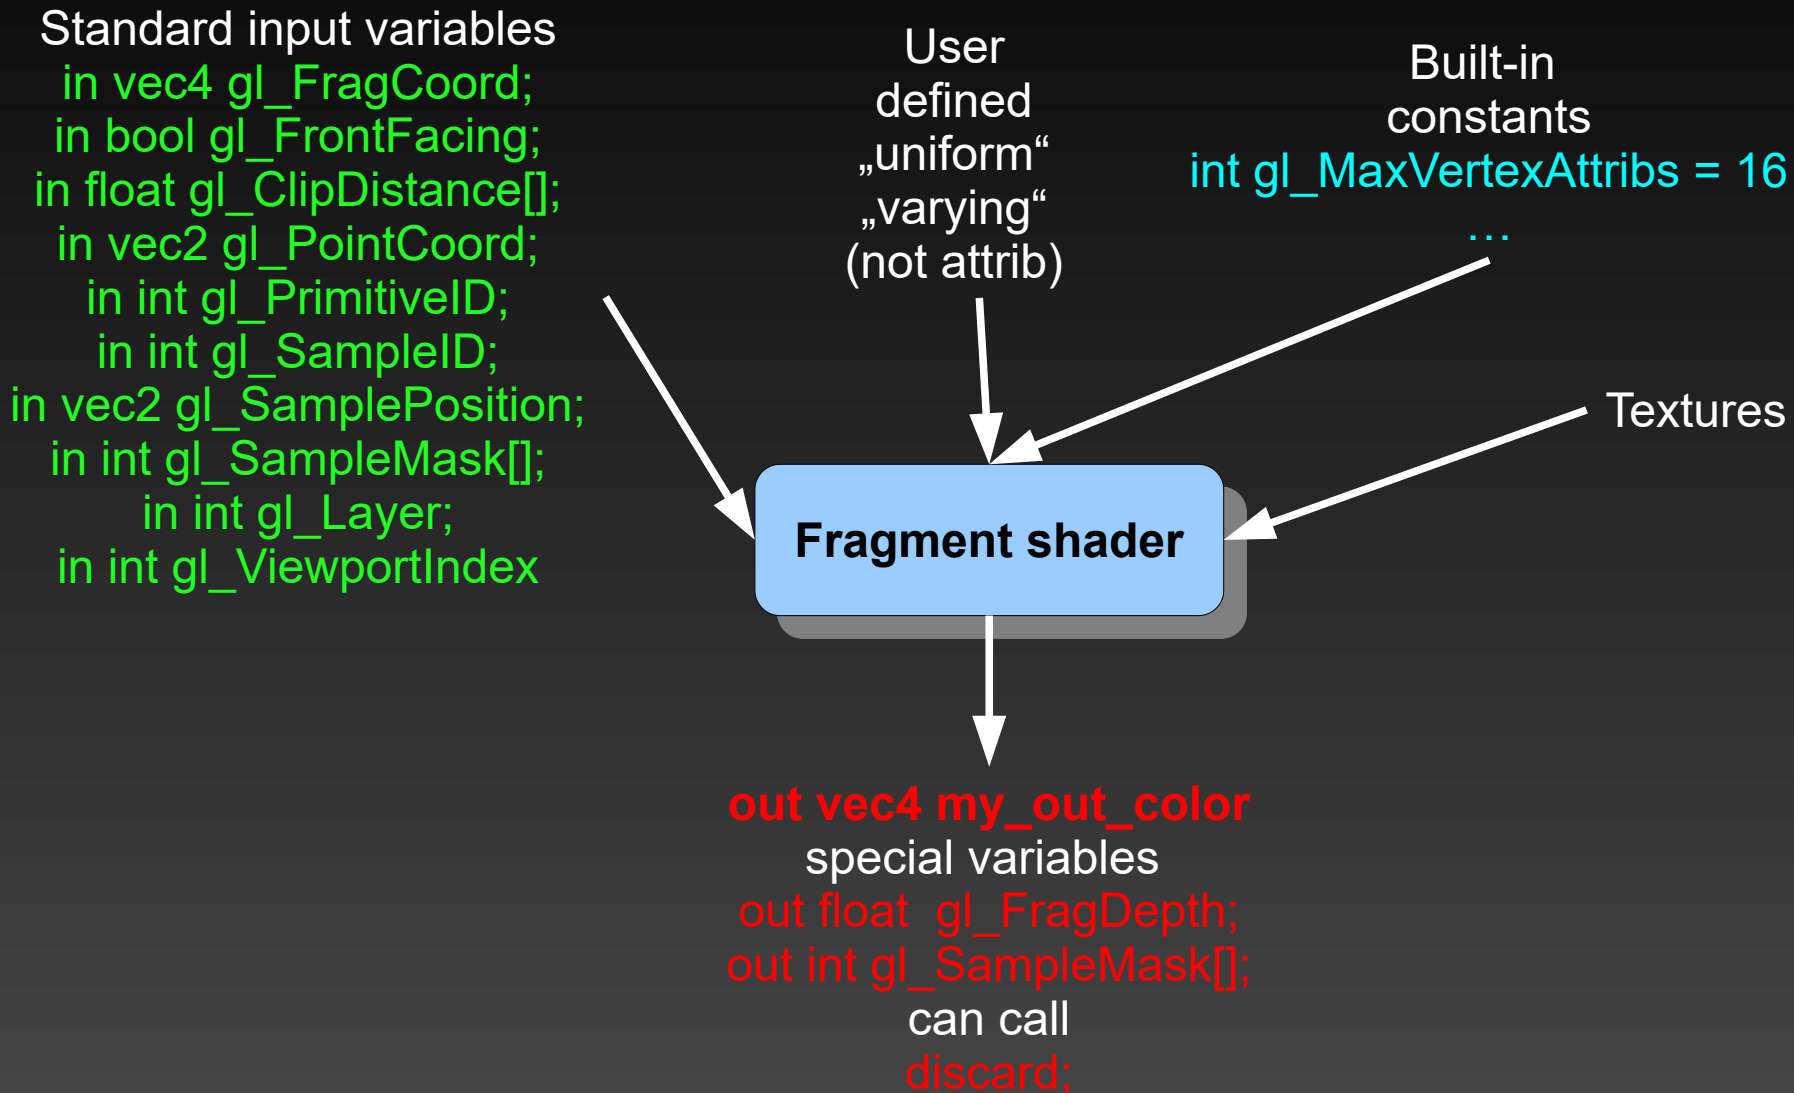 Standard input variables
in vec4 gl_FragCoord;
in bool gl_FrontFacing;
in float gl_ClipDistance[];
in vec2 gl_PointCoord;
in int gl_PrimitiveID;
in int gl_SampleID;
in vec2 gl_SamplePosition;
in int gl_SampleMask[];
in int gl_Layer;
in int gl_ViewportIndex
User
defined
„uniform“
„varying“
(not attrib)
Built-in
constants
int gl_MaxVertexAttribs = 16
…
Textures
Fragment shader
out vec4 my_out_color
special variables
out float  gl_FragDepth;
out int gl_SampleMask[];
can call
discard;